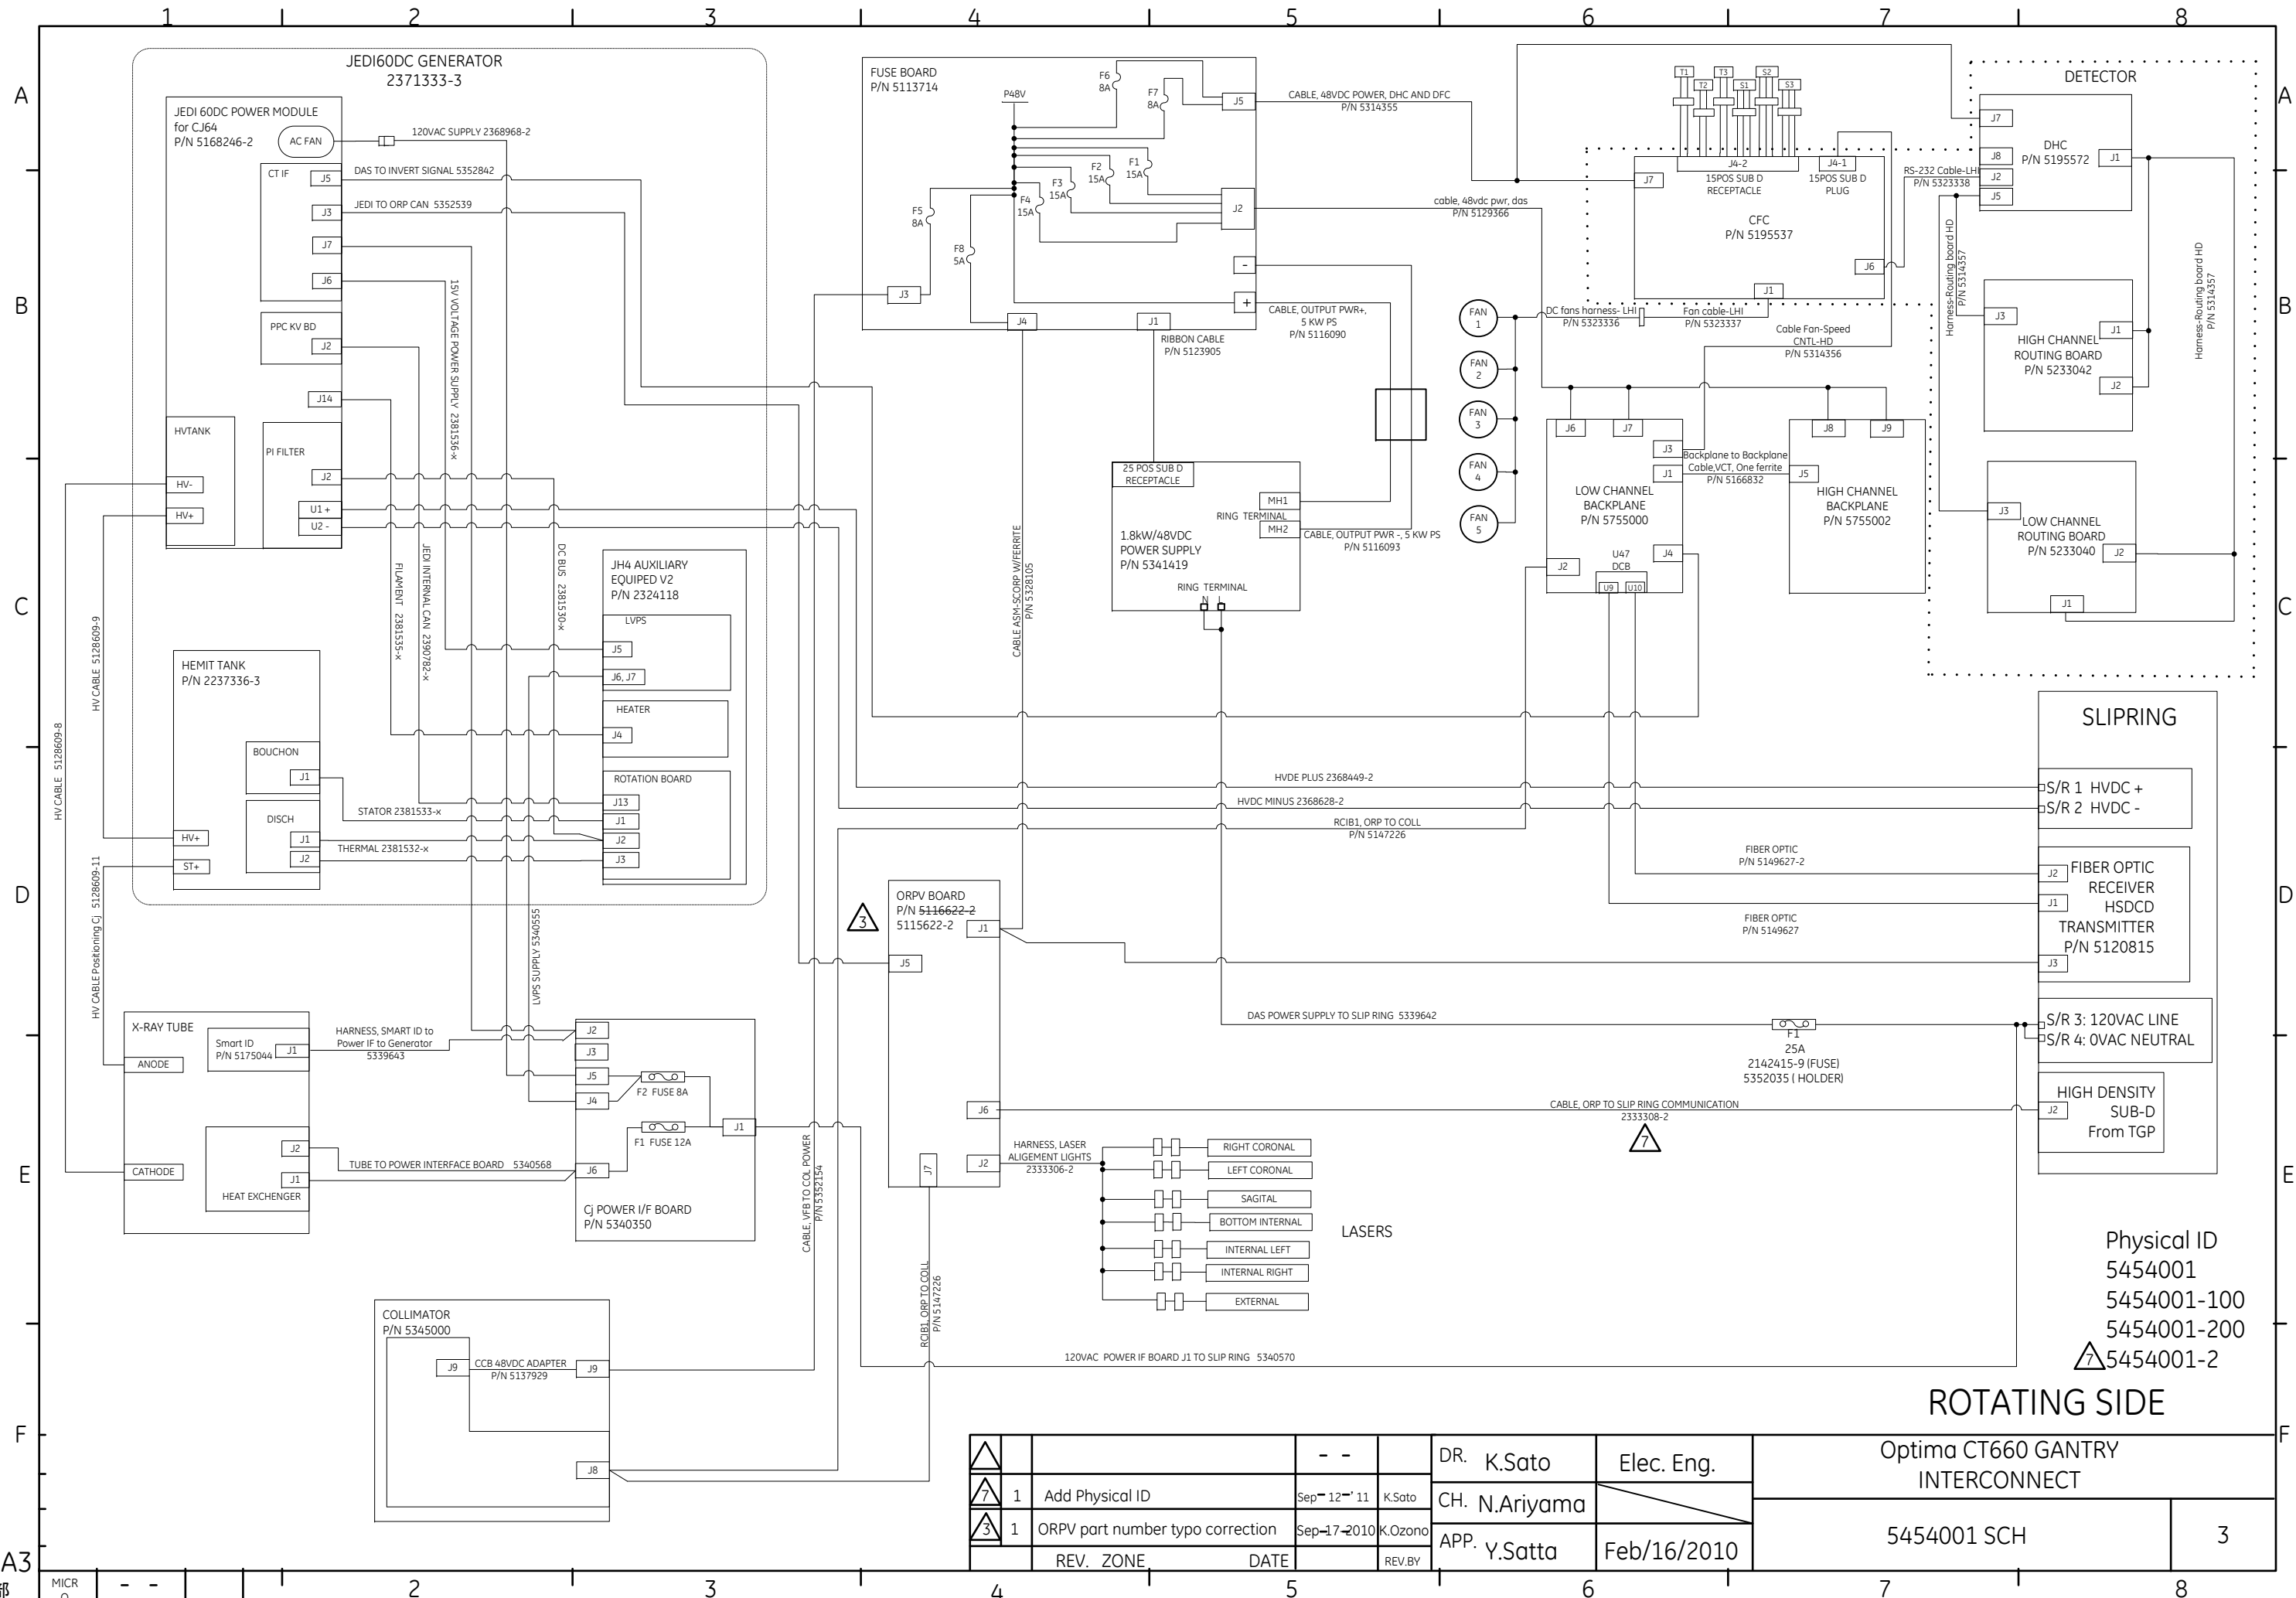 1 2 3 4 5 6 7 8
A
B
C
D
E
F
A3
A
B
C
D
E
F
JEDI60DC GENERATOR
2371333-3
JEDI 60DC POWER MODULE
for CJ64
P/N 5168246-2
AC FAN
120VAC SUPPLY 2368968-2
CT IF
J5
DAS TO INVERT SIGNAL 5352842
J3
JEDI TO ORP CAN 5352539
J7
J6
15V VOLTAGE POWER SUPPLY 2381536-x
PPC KV BD
J2
J14
HVTANK
HV-
HV+
PI FILTER
J2
U1 +
U2 -
FILAMENT 2381535-x
JEDI INTERNAL CAN 2390782-x
DC BUS 2381530-x
HV CABLE 5128609-9
HV CABLE 5128609-8
HV CABLE Positioning Cj 5128609-11
JH4 AUXILIARY
EQUIPED V2
P/N 2324118
LVPS
J5
J6, J7
HEATER
J4
ROTATION BOARD
J13
J1
J2
J3
HEMIT TANK
P/N 2237336-3
BOUCHON
J1
DISCH
J1
J2
HV+
ST+
STATOR 2381533-x
THERMAL 2381532-x
LVPS SUPPLY 5340555
X-RAY TUBE
Smart ID
P/N 5175044
J1
ANODE
CATHODE
J2
J1
HEAT EXCHENGER
HARNESS, SMART ID to
Power IF to Generator
5339643
TUBE TO POWER INTERFACE BOARD 5340568
J2
J3
J5
J4
J6
F2 FUSE 8A
F1 FUSE 12A
J1
Cj POWER I/F BOARD
P/N 5340350
COLLIMATOR
P/N 5345000
J9
CCB 48VDC ADAPTER
P/N 5137929
J9
J8
CABLE, VFB TO COL POWER
P/N 5352154
RCIB1, ORP TO COLL
P/N 5147226
FUSE BOARD
P/N 5113714
P48V
F6
8A
F7
8A
J5
F2
15A
F1
15A
F3
15A
F4
15A
F5
8A
F8
5A
J2
-
+
J3
J4
J1
CABLE, 48VDC POWER, DHC AND DFC
P/N 5314355
cable, 48vdc pwr, das
P/N 5129366
CABLE, OUTPUT PWR+,
5 KW PS
P/N 5116090
RIBBON CABLE
P/N 5123905
25 POS SUB D
RECEPTACLE
MH1
RING TERMINAL
MH2
1.8kW/48VDC
POWER SUPPLY
P/N 5341419
RING TERMINAL
N L
CABLE, OUTPUT PWR -, 5 KW PS
P/N 5116093
CABLE ASM-SCORP W/FERRITE
P/N 5328105
FAN
1
FAN
2
FAN
3
FAN
4
FAN
5
DC fans harness- LHI
P/N 5323336
Fan cable-LHI
P/N 5323337
Cable Fan-Speed
CNTL-HD
P/N 5314356
T1 T3 S2
T2 S1 S3
J4-2
15POS SUB D
RECEPTACLE
J4-1
15POS SUB D
PLUG
J7
CFC
P/N 5195537
J6
J1
RS-232 Cable-LHI
P/N 5323338
DETECTOR
J7
J8
J2
J5
DHC
P/N 5195572
J1
Harness-Routing board HD
P/N 5314357
Harness-Routing board HD
P/N 5314357
J3
HIGH CHANNEL
ROUTING BOARD
P/N 5233042
J1
J2
J3
LOW CHANNEL
ROUTING BOARD
P/N 5233040
J2
J1
J6
J7
J3
J1
LOW CHANNEL
BACKPLANE
P/N 5755000
U47
DCB
U9 U10
J2
J4
Backplane to Backplane
Cable,VCT, One ferrite
P/N 5166832
J8
J9
J5
HIGH CHANNEL
BACKPLANE
P/N 5755002
SLIPRING
S/R 1 HVDC +
S/R 2 HVDC -
HVDE PLUS 2368449-2
HVDC MINUS 2368628-2
RCIB1, ORP TO COLL
P/N 5147226
FIBER OPTIC
P/N 5149627-2
FIBER OPTIC
P/N 5149627
J2
J1
J3
FIBER OPTIC
RECEIVER
HSDCD
TRANSMITTER
P/N 5120815
3
ORPV BOARD
P/N 5116622-2
5115622-2
J1
J5
J6
J2
J7
DAS POWER SUPPLY TO SLIP RING 5339642
F1
25A
2142415-9 (FUSE)
5352035 ( HOLDER)
S/R 3: 120VAC LINE
S/R 4: 0VAC NEUTRAL
CABLE, ORP TO SLIP RING COMMUNICATION
2333308-2
7
J2
HIGH DENSITY
SUB-D
From TGP
HARNESS, LASER
ALIGEMENT LIGHTS
2333306-2
RIGHT CORONAL
LEFT CORONAL
SAGITAL
BOTTOM INTERNAL
INTERNAL LEFT
INTERNAL RIGHT
EXTERNAL
LASERS
120VAC POWER IF BOARD J1 TO SLIP RING 5340570
Physical ID
5454001
5454001-100
5454001-200
7 5454001-2
ROTATING SIDE
- -
7 1 Add Physical ID Sep-12-'11 K.Sato
3 1 ORPV part number typo correction Sep-17-2010 K.Ozono
REV. ZONE DATE REV.BY
DR. K.Sato Elec. Eng.
CH. N.Ariyama
APP. Y.Satta Feb/16/2010
Optima CT660 GANTRY
INTERCONNECT
5454001 SCH 3
MICR
- -
2 3 4 5 6 7 8